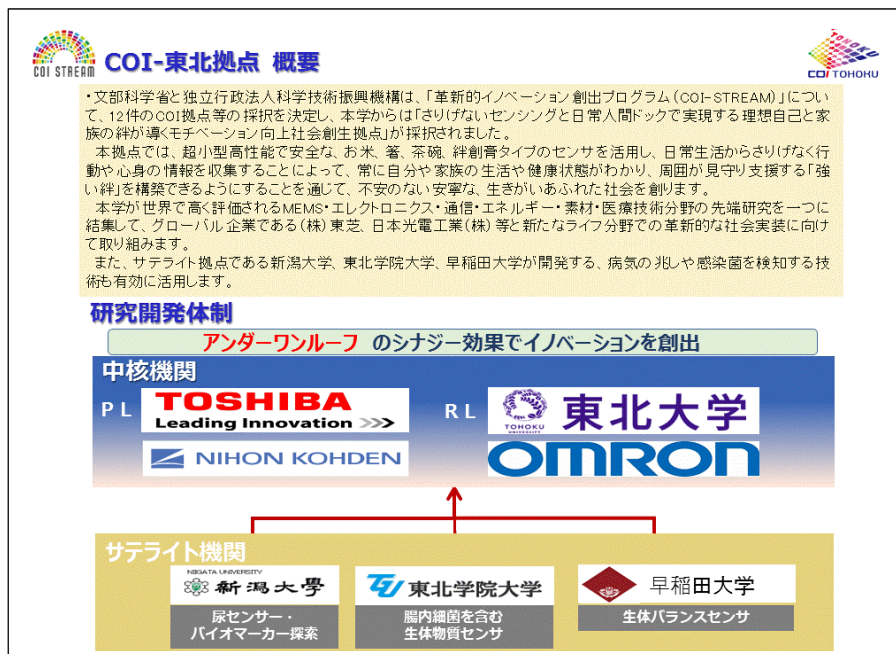 COI STREAM
COI-東北拠点 概要
TOHOKU
COI TOHOKU
・文部科学省と独立行政法人科学技術振興機構は、「革新的イノベーション創出プログラム(COI-STREAM)」につい
て、12件のCOI拠点等の採択を決定し、本学からは「さりげないセンシングと日常人間ドックで実現する理想自己と家
族の絆が導くモチベーション向上社会創生拠点」が採択されました。
本拠点では、超小型高性能で安全な、お米、箸、茶碗、絆創膏タイプのセンサを活用し、日常生活からさりげなく行
動や心身の情報を収集することによって、常に自分や家族の生活や健康状態がわかり、周囲が見守り支援する「強
い絆」を構築できるようにすることを通じて、不安のない安寧な、生きがいあふれた社会を創ります。
本学が世界で高く評価されるMEMS・エレクトロニクス・通信・エネルギー・素材・医療技術分野の先端研究を一つに
結集して、グローバル企業である(株)東芝、日本光電工業(株)等と新たなライフ分野での革新的な社会実装に向け
て取り組みます。
また、サテライト拠点である新潟大学、東北学院大学、早稲田大学が開発する、病気の兆しや感染菌を検知する技
術も有効に活用します。
研究開発体制
アンダーワンルーフ のシナジー効果でイノベーションを創出
中核機関
PL
TOSHIBA
Leading Innovation >>>
RL
TOHOKU
UNIVERSITY
東北大学
NIHON KOHDEN
OMRON
サテライト機関
NIIGATA UNIVERSITY
新潟大學
東北学院大学
早稲田大学
尿センサー・
バイオマーカー探索
腸内細菌を含む
生体物質センサ
生体バランスセンサ